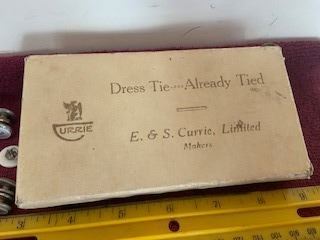 Dress Tie....Already Tied
CURRIE
E. & S. Currie, Limited
Makers